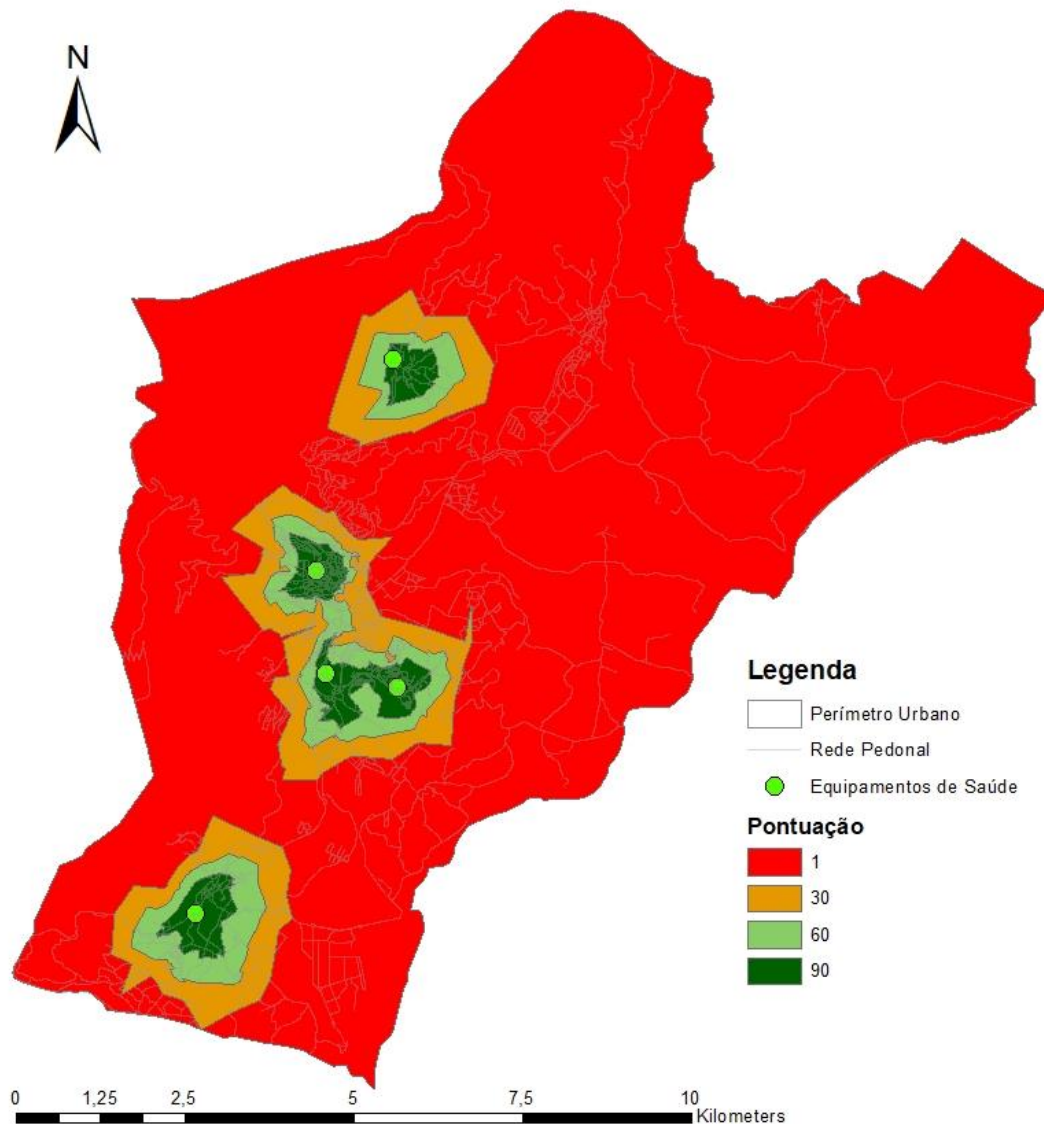 N
Legenda
Perímetro Urbano
Rede Pedonal
Equipamentos de Saúde
Pontuação
1
30
60
90
0 1,25 2,5 5 7,5 10
Kilometers